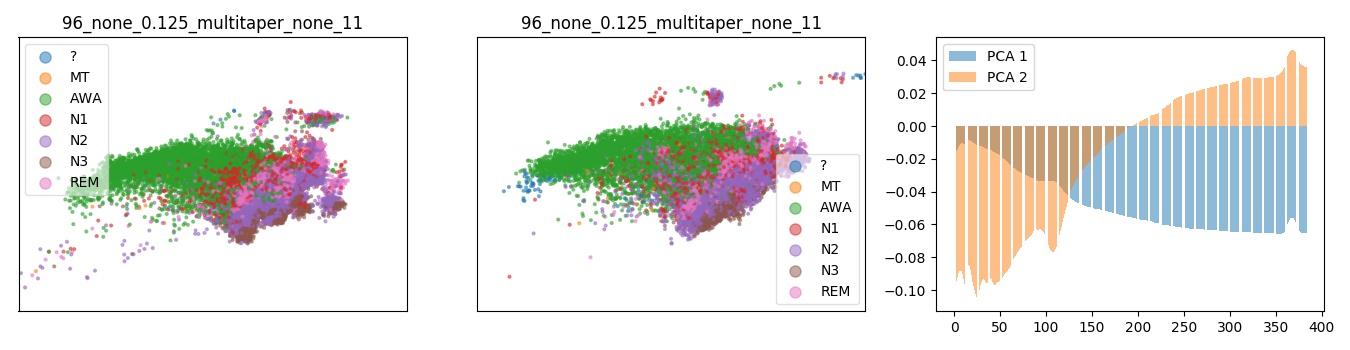 96_none_0.125_multitaper_none_11
?
MT
AWA
N1
N2
N3
REM
96_none_0.125_multitaper_none_11
?
MT
AWA
N1
N2
N3
REM
PCA 1
PCA 2
0.04
0.02
0.00
−0.02
−0.04
−0.06
−0.08
−0.10
0 50 100 150 200 250 300 350 400